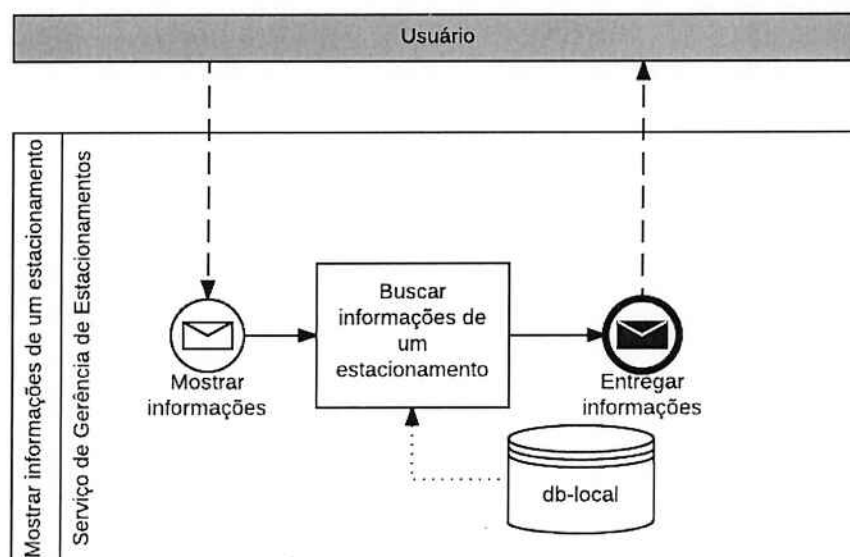 Usuário
Mostrar informações de um estacionamento
Serviço de Gerência de Estacionamentos
Mostrar
informações
Buscar
informações de
um
estacionamento
Entregar
informações
db-local